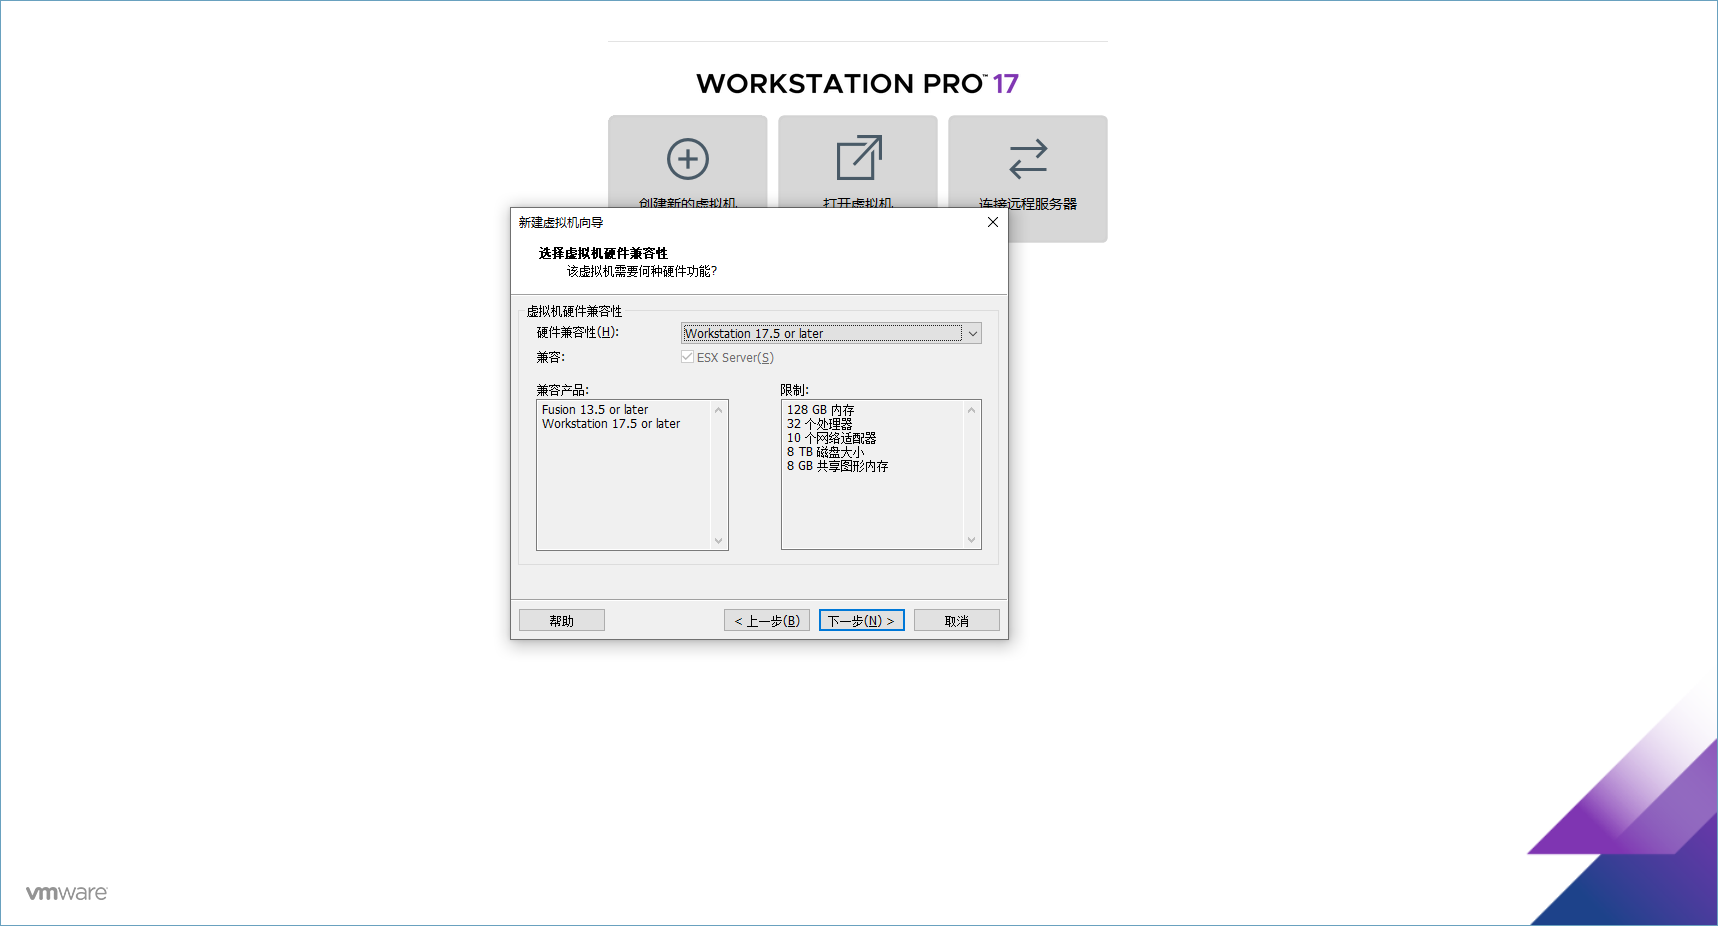 WORKSTATION PRO™ 17
创建新的虚拟机
打开虚拟机
连接远程服务器
新建虚拟机向导
选择虚拟机硬件兼容性
该虚拟机需要何种硬件功能?
虚拟机硬件兼容性
硬件兼容性(H):
Workstation 17.5 or later
兼容:
ESX Server(S)
兼容产品:
Fusion 13.5 or later
Workstation 17.5 or later
限制:
128 GB 内存
32 个处理器
10 个网络适配器
8 TB 磁盘大小
8 GB 共享图形内存
帮助
< 上一步(B)
下一步(N) >
取消
vmware